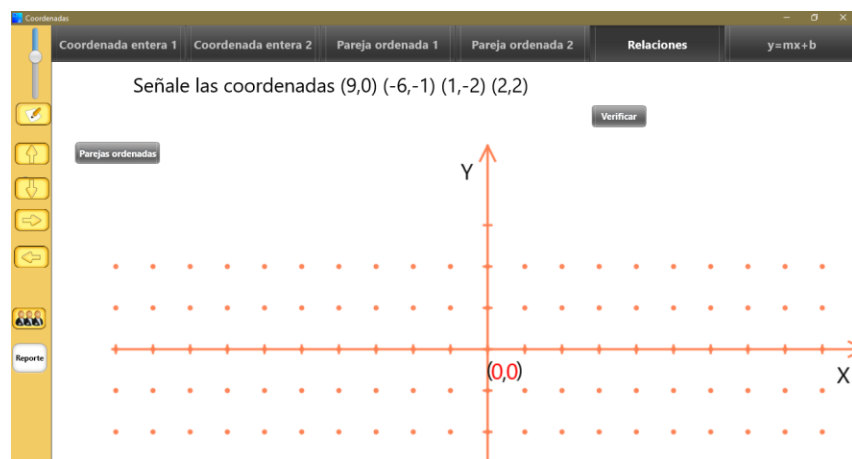 Coordenadas
Coordenada entera 1 Coordenada entera 2 Pareja ordenada 1 Pareja ordenada 2 Relaciones y=mx+b
Señale las coordenadas (9,0) (-6,-1) (1,-2) (2,2)
Verificar
Parejas ordenadas
Y
(0,0)
X
Reporte